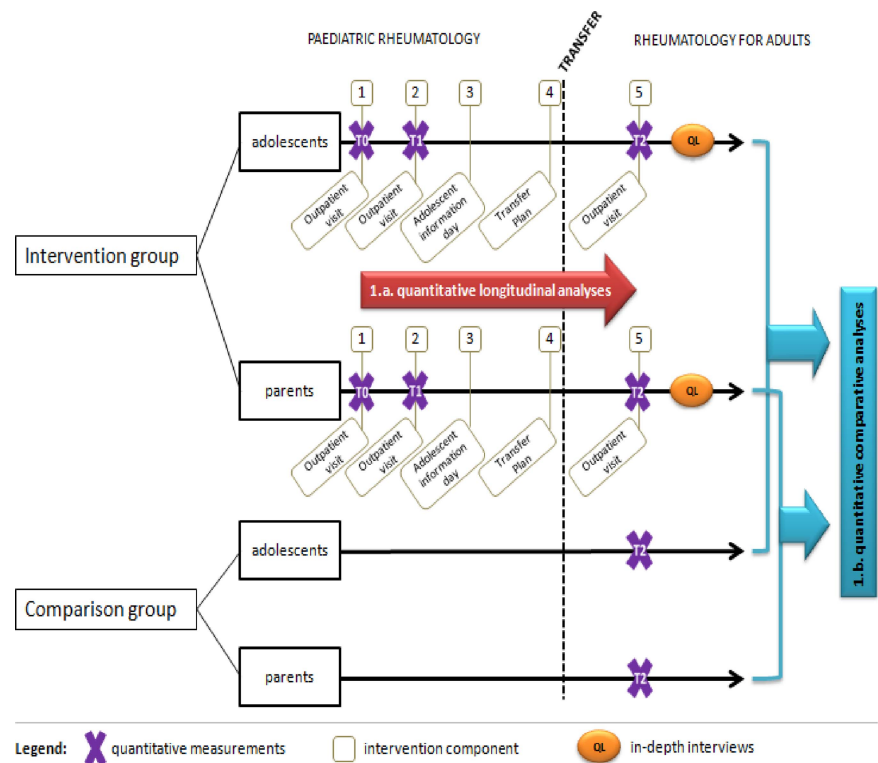 PAEDIATRIC RHEUMATOLOGY
TRANSFER
RHEUMATOLOGY FOR ADULTS
1
2
3
4
5
adolescents
T0
T1
T2
QL
Outpatient
visit
Outpatient
visit
Adolescent
information
day
Transfer
Plan
Outpatient
visit
Intervention group
1.a. quantitative longitudinal analyses
1
2
3
4
5
parents
T0
T1
T2
QL
Outpatient
visit
Outpatient
visit
Adolescent
information
day
Transfer
Plan
Outpatient
visit
1.b. quantitative comparative analyses
adolescents
T2
Comparison group
parents
T2
Legend:
quantitative measurements
intervention component
QL
in-depth interviews